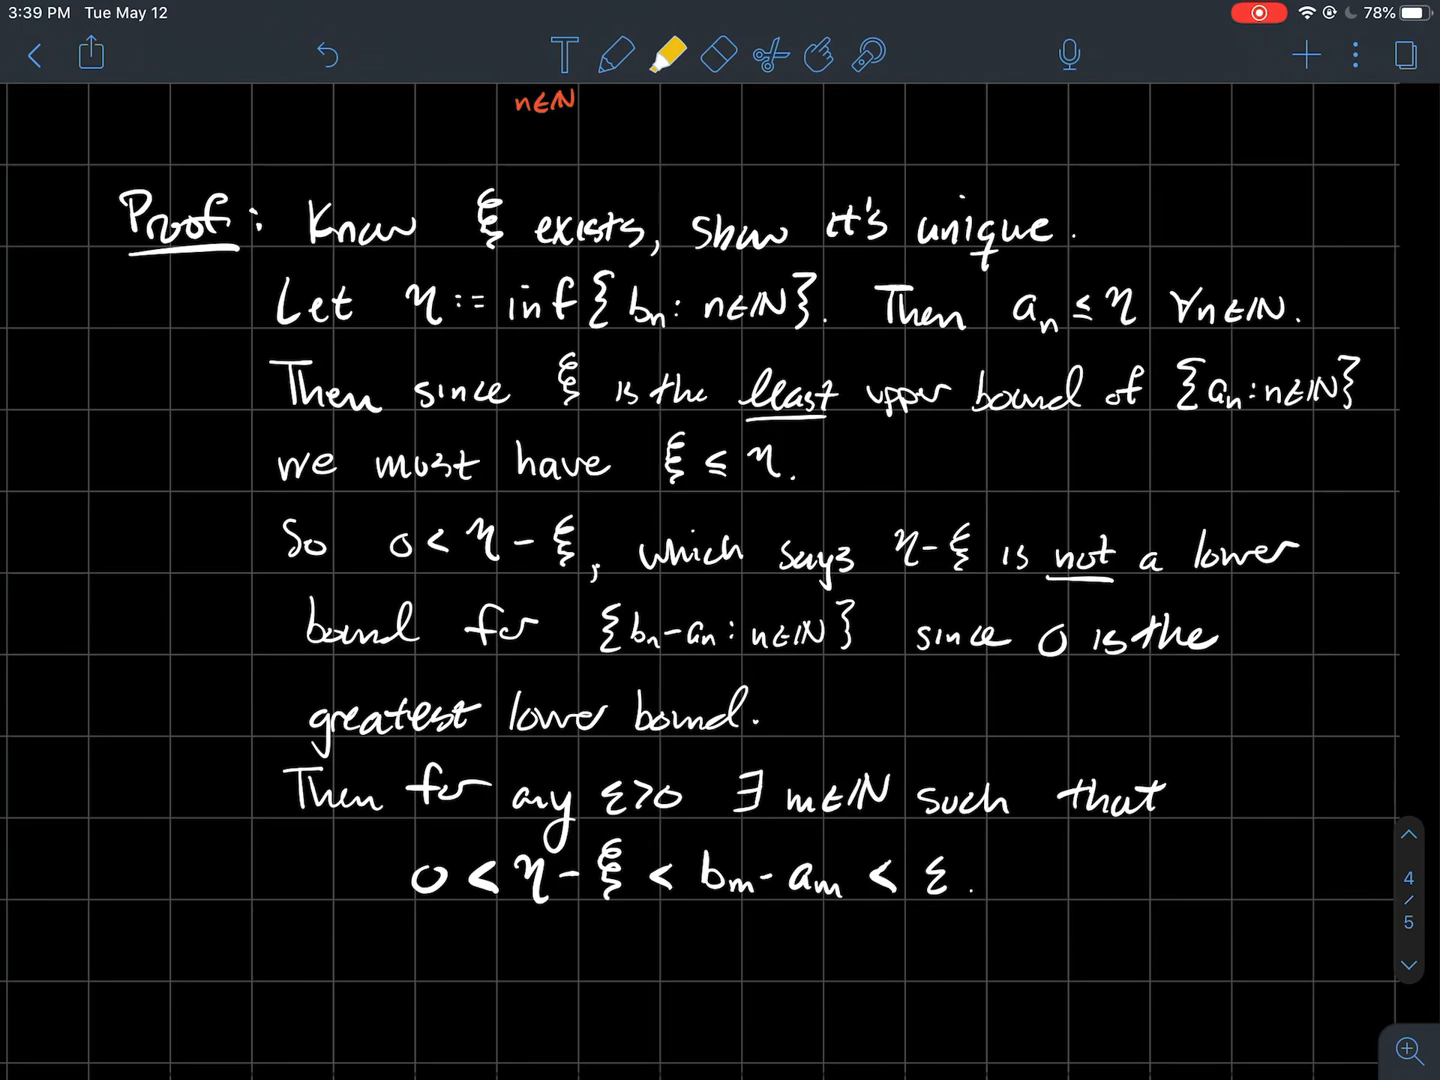 3:39 PM Tue May 12
78%
T
n∈ℕ
Proof: Know ξ exists, show it's unique.
Let η := inf{bₙ : n∈ℕ}. Then aₙ ≤ η ∀n∈ℕ.
Then since ξ is the least upper bound of {aₙ : n∈ℕ}
we must have ξ ≤ η.
So 0 < η - ξ, which says η - ξ is not a lower
bound for {bₙ - aₙ : n∈ℕ} since 0 is the
greatest lower bound.
Then for any ε>0 ∃ m∈ℕ such that
0 < η - ξ < bₘ - aₘ < ε.
4
/
5